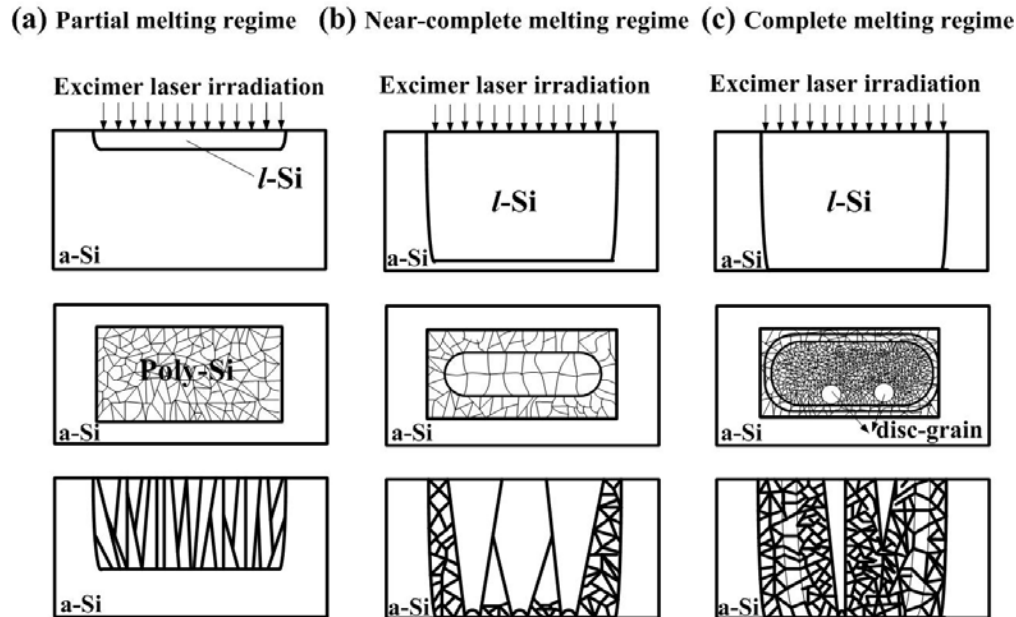 (a) Partial melting regime
(b) Near-complete melting regime
(c) Complete melting regime
Excimer laser irradiation
Excimer laser irradiation
Excimer laser irradiation
l-Si
l-Si
l-Si
a-Si
a-Si
a-Si
Poly-Si
a-Si
a-Si
a-Si
disc-grain
a-Si
a-Si
a-Si